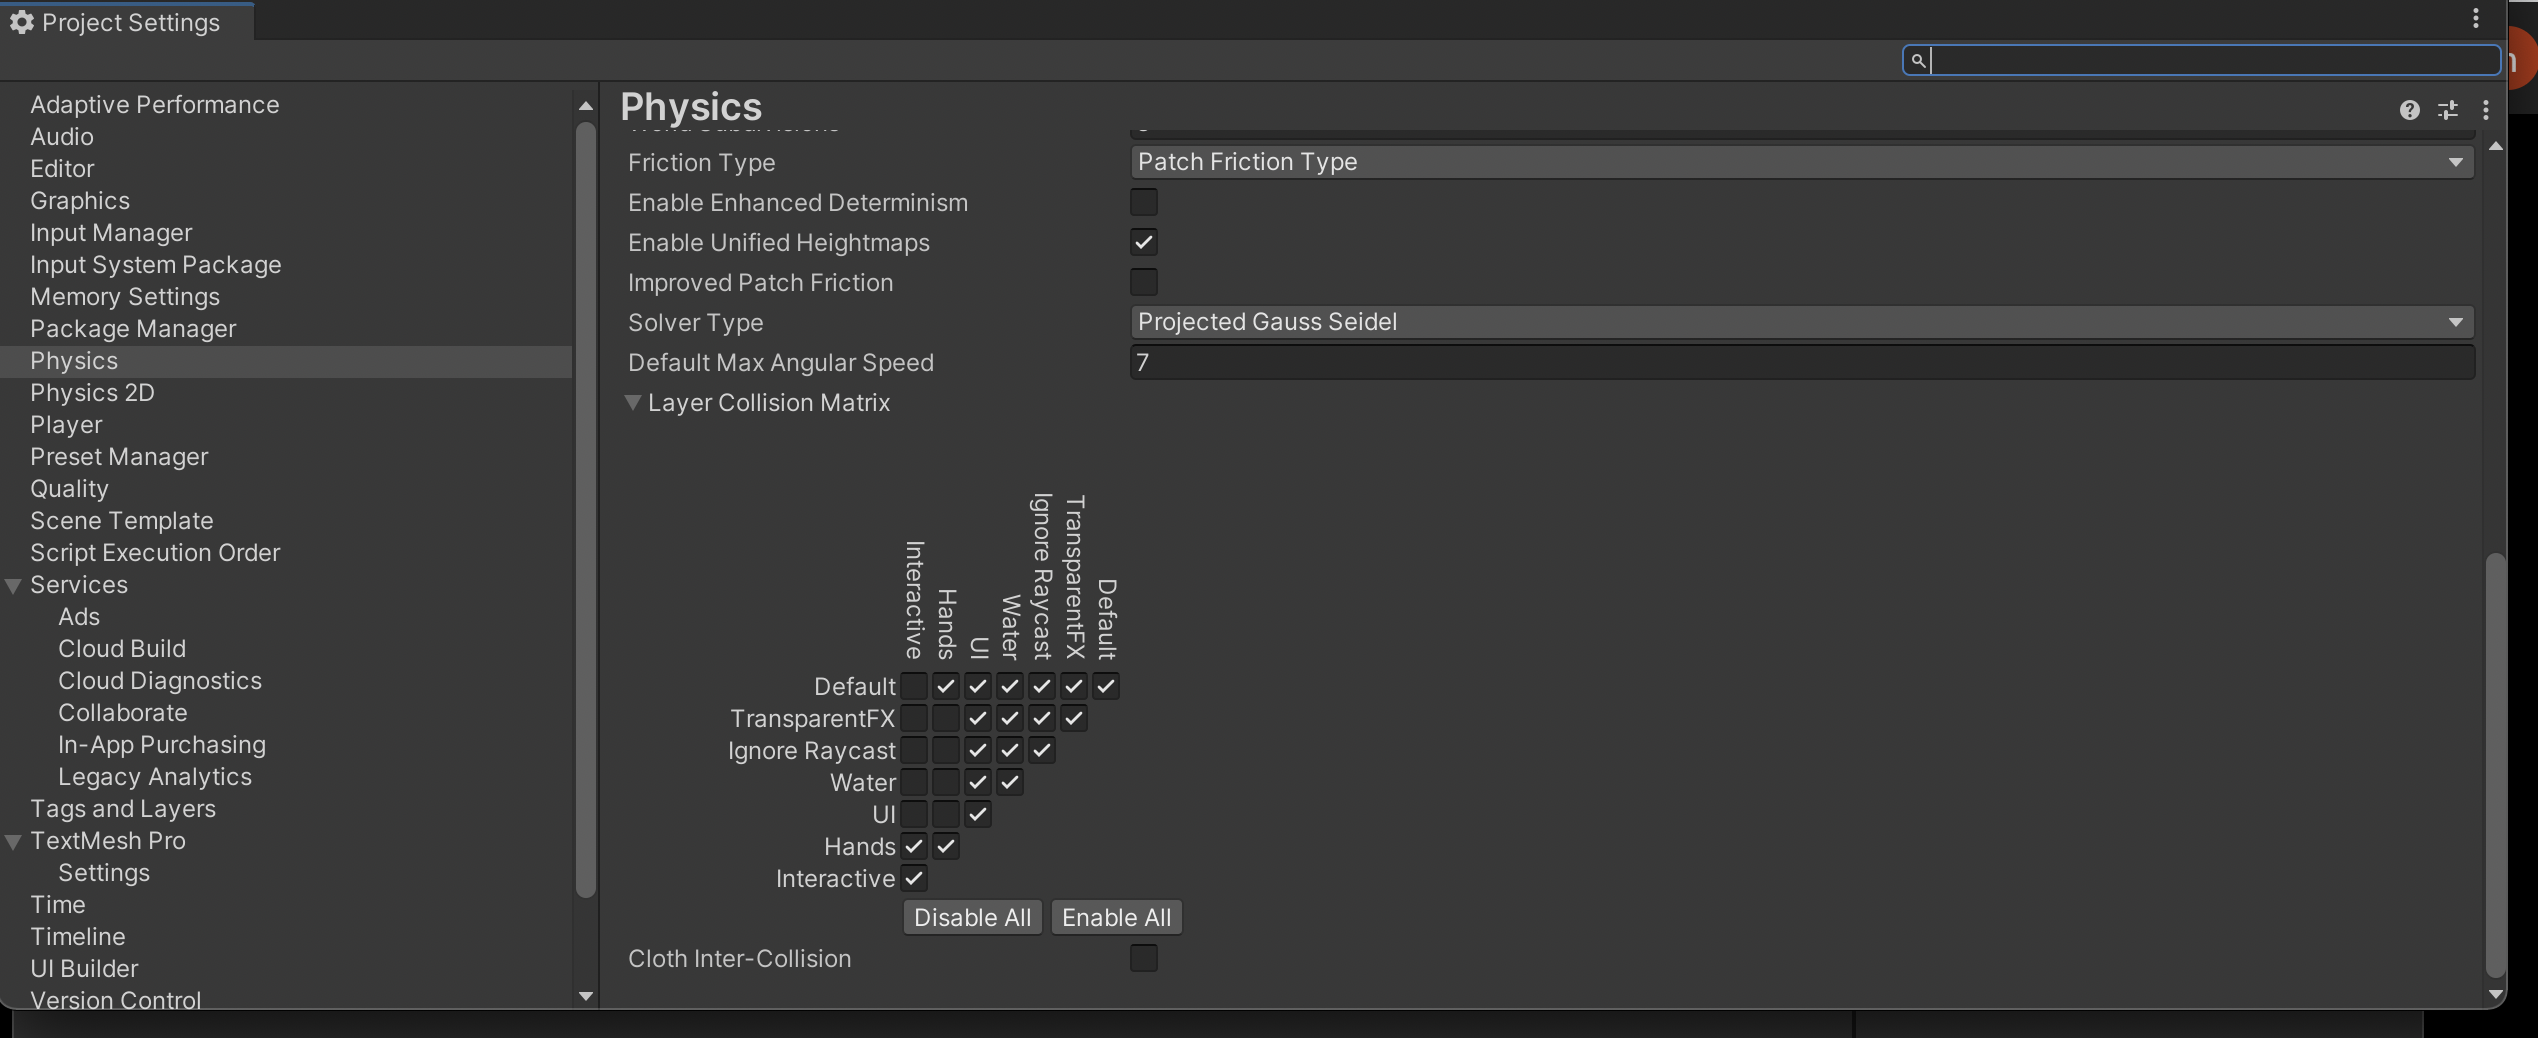 Project Settings
Adaptive Performance
Audio
Editor
Graphics
Input Manager
Input System Package
Memory Settings
Package Manager
Physics
Physics 2D
Player
Preset Manager
Quality
Scene Template
Script Execution Order
Services
Ads
Cloud Build
Cloud Diagnostics
Collaborate
In-App Purchasing
Legacy Analytics
Tags and Layers
TextMesh Pro
Settings
Time
Timeline
UI Builder
Version Control
Physics
Friction Type Patch Friction Type
Enable Enhanced Determinism
Enable Unified Heightmaps
Improved Patch Friction
Solver Type Projected Gauss Seidel
Default Max Angular Speed 7
Layer Collision Matrix
Interactive
Hands
UI
Water
Ignore Raycast
TransparentFX
Default
Default
TransparentFX
Ignore Raycast
Water
UI
Hands
Interactive
Disable All Enable All
Cloth Inter-Collision